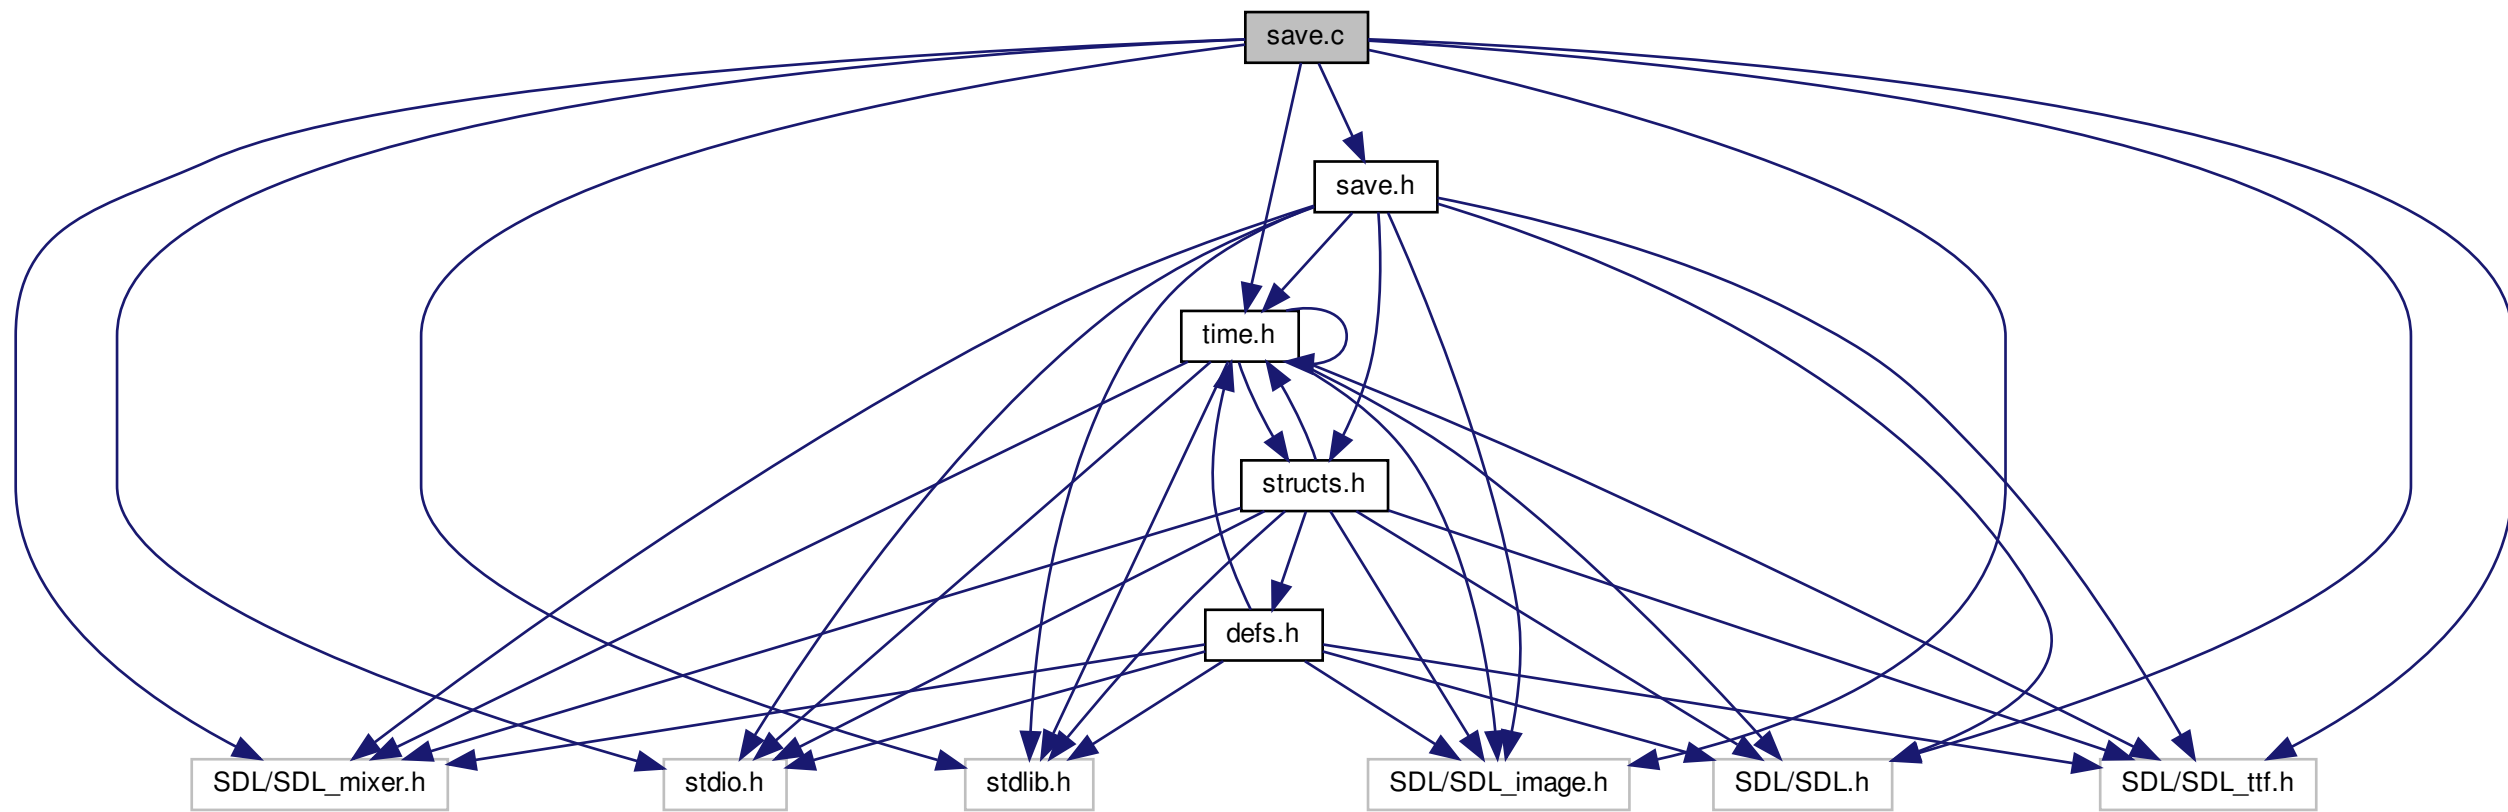 save.c
save.h
time.h
structs.h
defs.h
SDL/SDL_mixer.h
stdio.h
stdlib.h
SDL/SDL_image.h
SDL/SDL.h
SDL/SDL_ttf.h